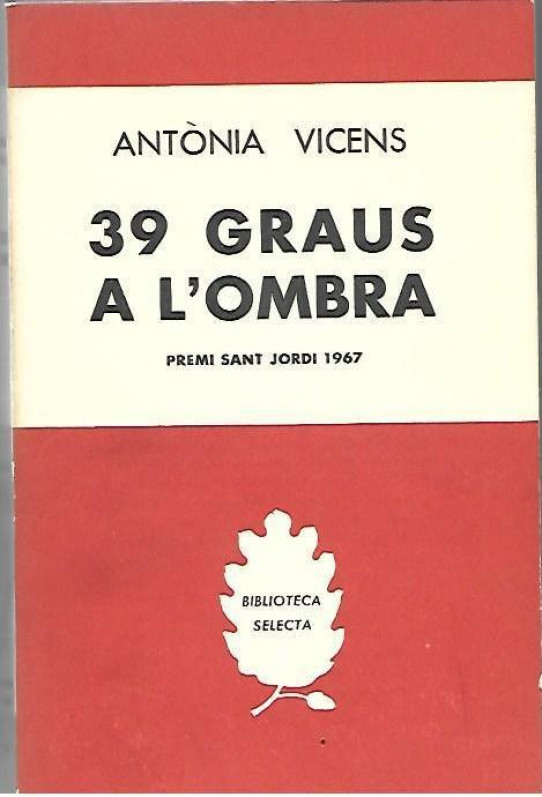 ANTÒNIA VICENS
39 GRAUS
A L'OMBRA
PREMI SANT JORDI 1967
BIBLIOTECA
SELECTA